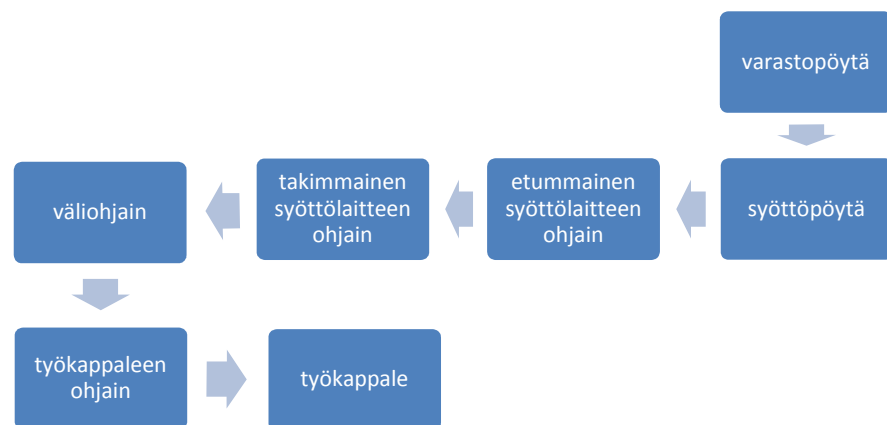 varastopöytä
syöttöpöytä
etummainen
syöttölaitteen
ohjain
takimmainen
syöttölaitteen
ohjain
väliohjain
työkappaleen
ohjain
työkappale